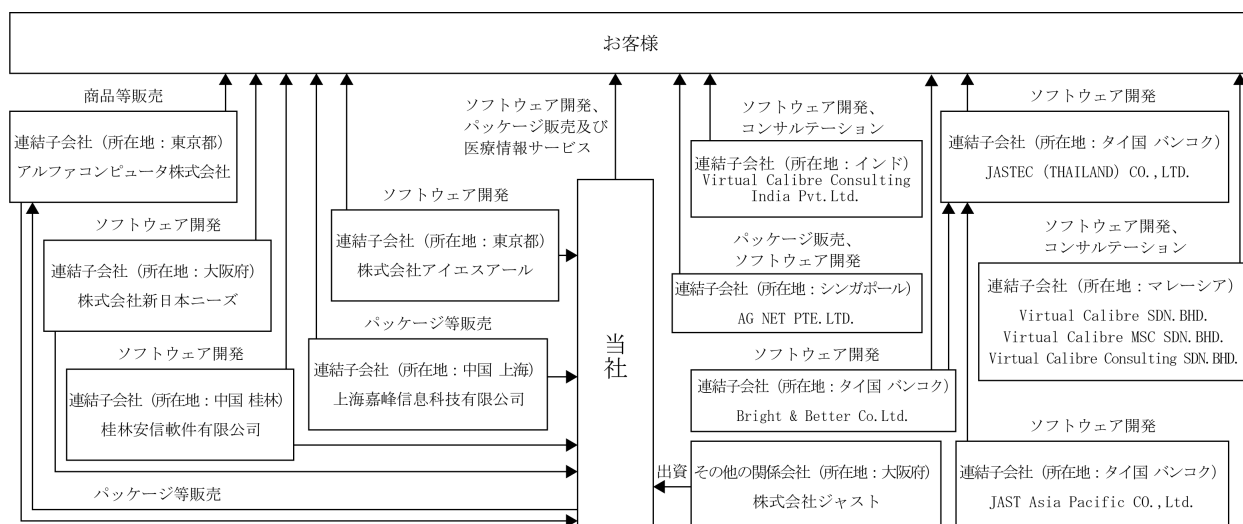 お客様
商品等販売
連結子会社（所在地：東京都）
アルファコンピュータ株式会社
ソフトウェア開発
連結子会社（所在地：大阪府）
株式会社新日本ニーズ
ソフトウェア開発
連結子会社（所在地：中国 桂林）
桂林安信軟件有限公司
パッケージ等販売
ソフトウェア開発
連結子会社（所在地：東京都）
株式会社アイエスアール
パッケージ等販売
連結子会社（所在地：中国 上海）
上海嘉峰信息科技有限公司
ソフトウェア開発、
パッケージ販売及び
医療情報サービス
当社
ソフトウェア開発、
コンサルテーション
連結子会社（所在地：インド）
Virtual Calibre Consulting
India Pvt.Ltd.
パッケージ販売、
ソフトウェア開発
連結子会社（所在地：シンガポール）
AG NET PTE.LTD.
ソフトウェア開発
連結子会社（所在地：タイ国 バンコク）
Bright & Better Co.Ltd.
出資
その他の関係会社（所在地：大阪府）
株式会社ジャスト
ソフトウェア開発
連結子会社（所在地：タイ国 バンコク）
JASTEC (THAILAND) CO.,LTD.
ソフトウェア開発、
コンサルテーション
連結子会社（所在地：マレーシア）
Virtual Calibre SDN.BHD.
Virtual Calibre MSC SDN.BHD.
Virtual Calibre Consulting SDN.BHD.
ソフトウェア開発
連結子会社（所在地：タイ国 バンコク）
JAST Asia Pacific CO.,Ltd.